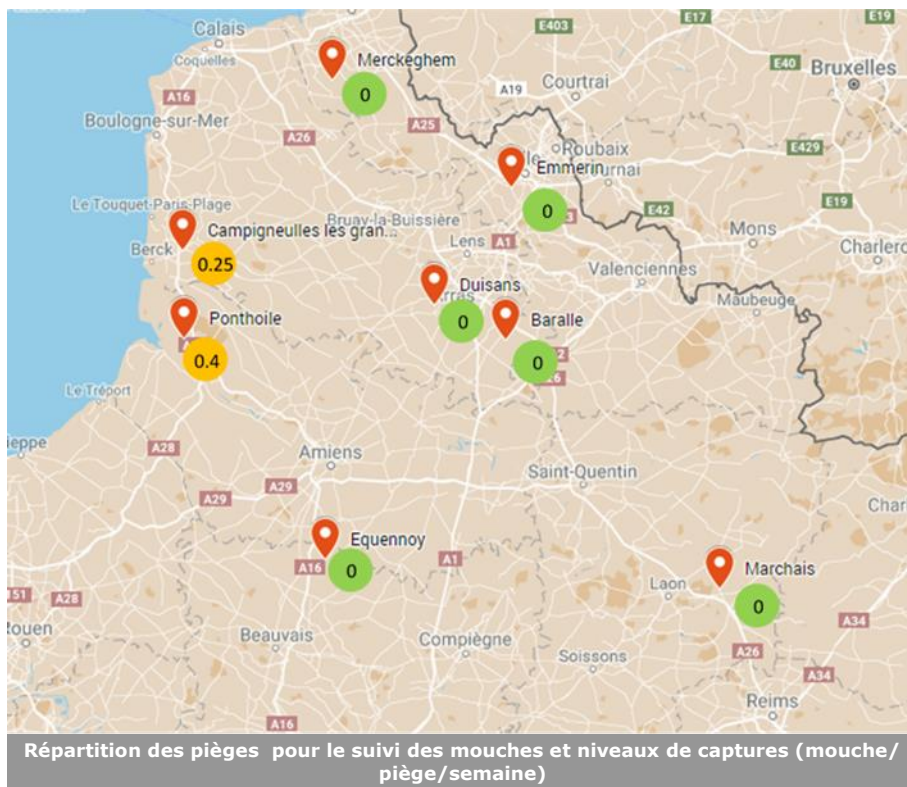 Calais
Coquelles
Merckeghem
0
E403
E17
E19
E40
Courtrai
Bruxelles
A19
A16
Boulogne-sur-Mer
A26
A25
Roubaix
E429
Emmerin
Le Touquet-Paris-Plage
0
E42
E19
Campigneulles les gran...
Bruay-la-Buissière
A1
Mons
Berck
Lens
Charlero
0.25
Valenciennes
Duisans
Maubeuge
Ponthoile
0
Baralle
0.4
0
Le Tréport
ieppe
A28
Amiens
Saint-Quentin
A29
A29
Char
Equennoy
A16
0
A1
Marchais
Laon
0
151
A28
A34
Rouen
Beauvais
Compiègne
Soissons
A26
A34
A16
Reims
Répartition des pièges pour le suivi des mouches et niveaux de captures (mouche/
piège/semaine)